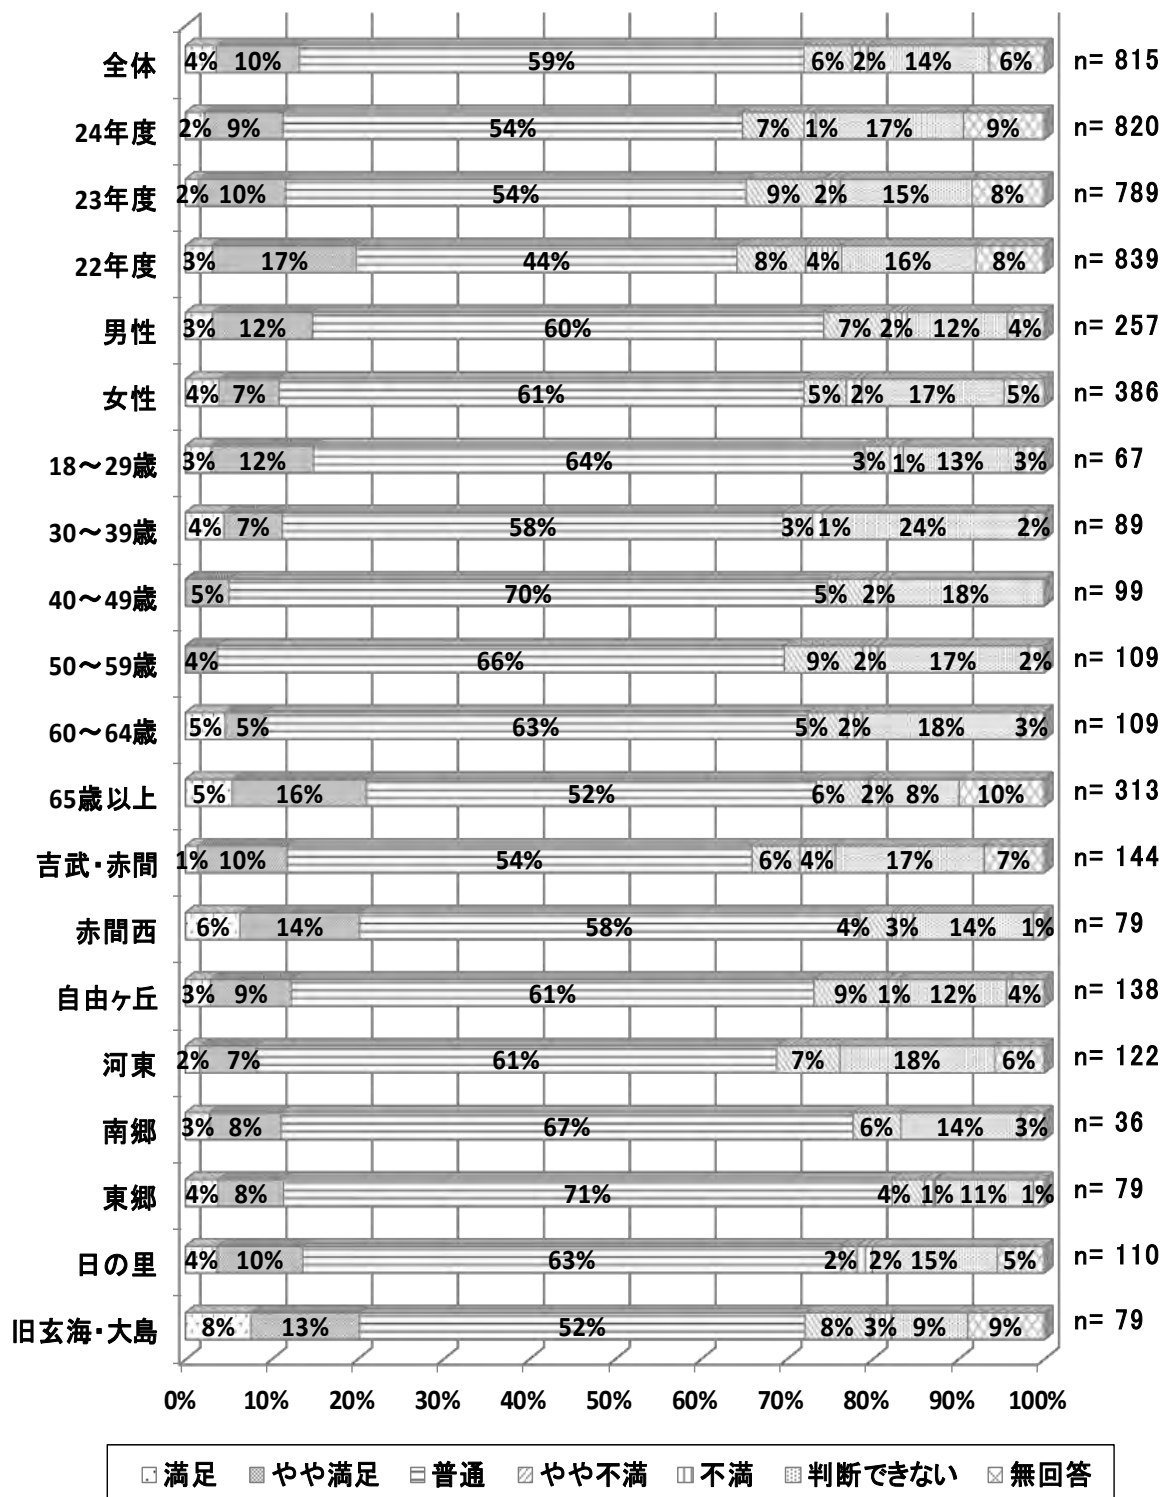 全体 4% 10% 59% 6% 2% 14% 6% n= 815
24年度 2% 9% 54% 7% 1% 17% 9% n= 820
23年度 2% 10% 54% 9% 2% 15% 8% n= 789
22年度 3% 17% 44% 8% 4% 16% 8% n= 839
男性 3% 12% 60% 7% 2% 12% 4% n= 257
女性 4% 7% 61% 5% 2% 17% 5% n= 386
18～29歳 3% 12% 64% 3% 1% 13% 3% n= 67
30～39歳 4% 7% 58% 3% 1% 24% 2% n= 89
40～49歳 5% 70% 5% 2% 18% n= 99
50～59歳 4% 66% 9% 2% 17% 2% n= 109
60～64歳 5% 5% 63% 5% 2% 18% 3% n= 109
65歳以上 5% 16% 52% 6% 2% 8% 10% n= 313
吉武・赤間 1% 10% 54% 6% 4% 17% 7% n= 144
赤間西 6% 14% 58% 4% 3% 14% 1% n= 79
自由ヶ丘 3% 9% 61% 9% 1% 12% 4% n= 138
河東 2% 7% 61% 7% 18% 6% n= 122
南郷 3% 8% 67% 6% 14% 3% n= 36
東郷 4% 8% 71% 4% 1% 11% 1% n= 79
日の里 4% 10% 63% 2% 2% 15% 5% n= 110
旧玄海・大島 8% 13% 52% 8% 3% 9% 9% n= 79
0% 10% 20% 30% 40% 50% 60% 70% 80% 90% 100%
満足 やや満足 普通 やや不満 不満 判断できない 無回答